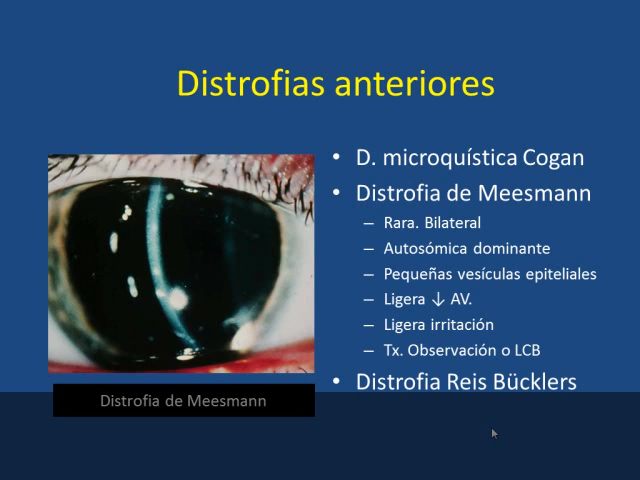 Distrofias anteriores
• D. microquística Cogan
• Distrofia de Meesmann
– Rara. Bilateral
– Autosómica dominante
– Pequeñas vesículas epiteliales
– Ligera ↓ AV.
– Ligera irritación
– Tx. Observación o LCB
• Distrofia Reis Bücklers
Distrofia de Meesmann